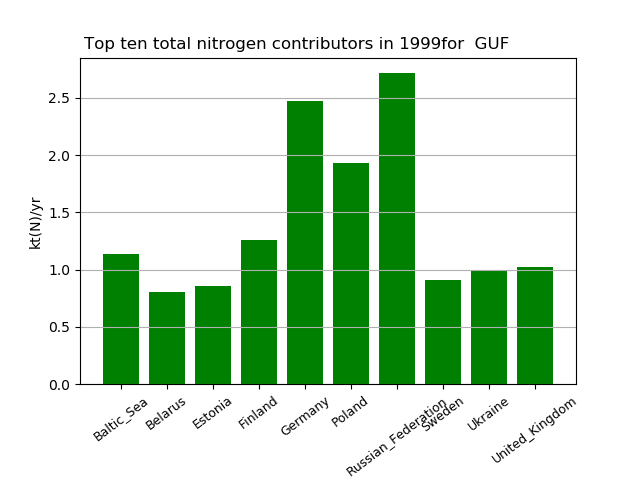 Top ten total nitrogen contributors in 1999for  GUF
kt(N)/yr
2.5
2.0
1.5
1.0
0.5
0.0
Baltic_Sea
Belarus
Estonia
Finland
Germany
Poland
Russian_Federation
Sweden
Ukraine
United_Kingdom